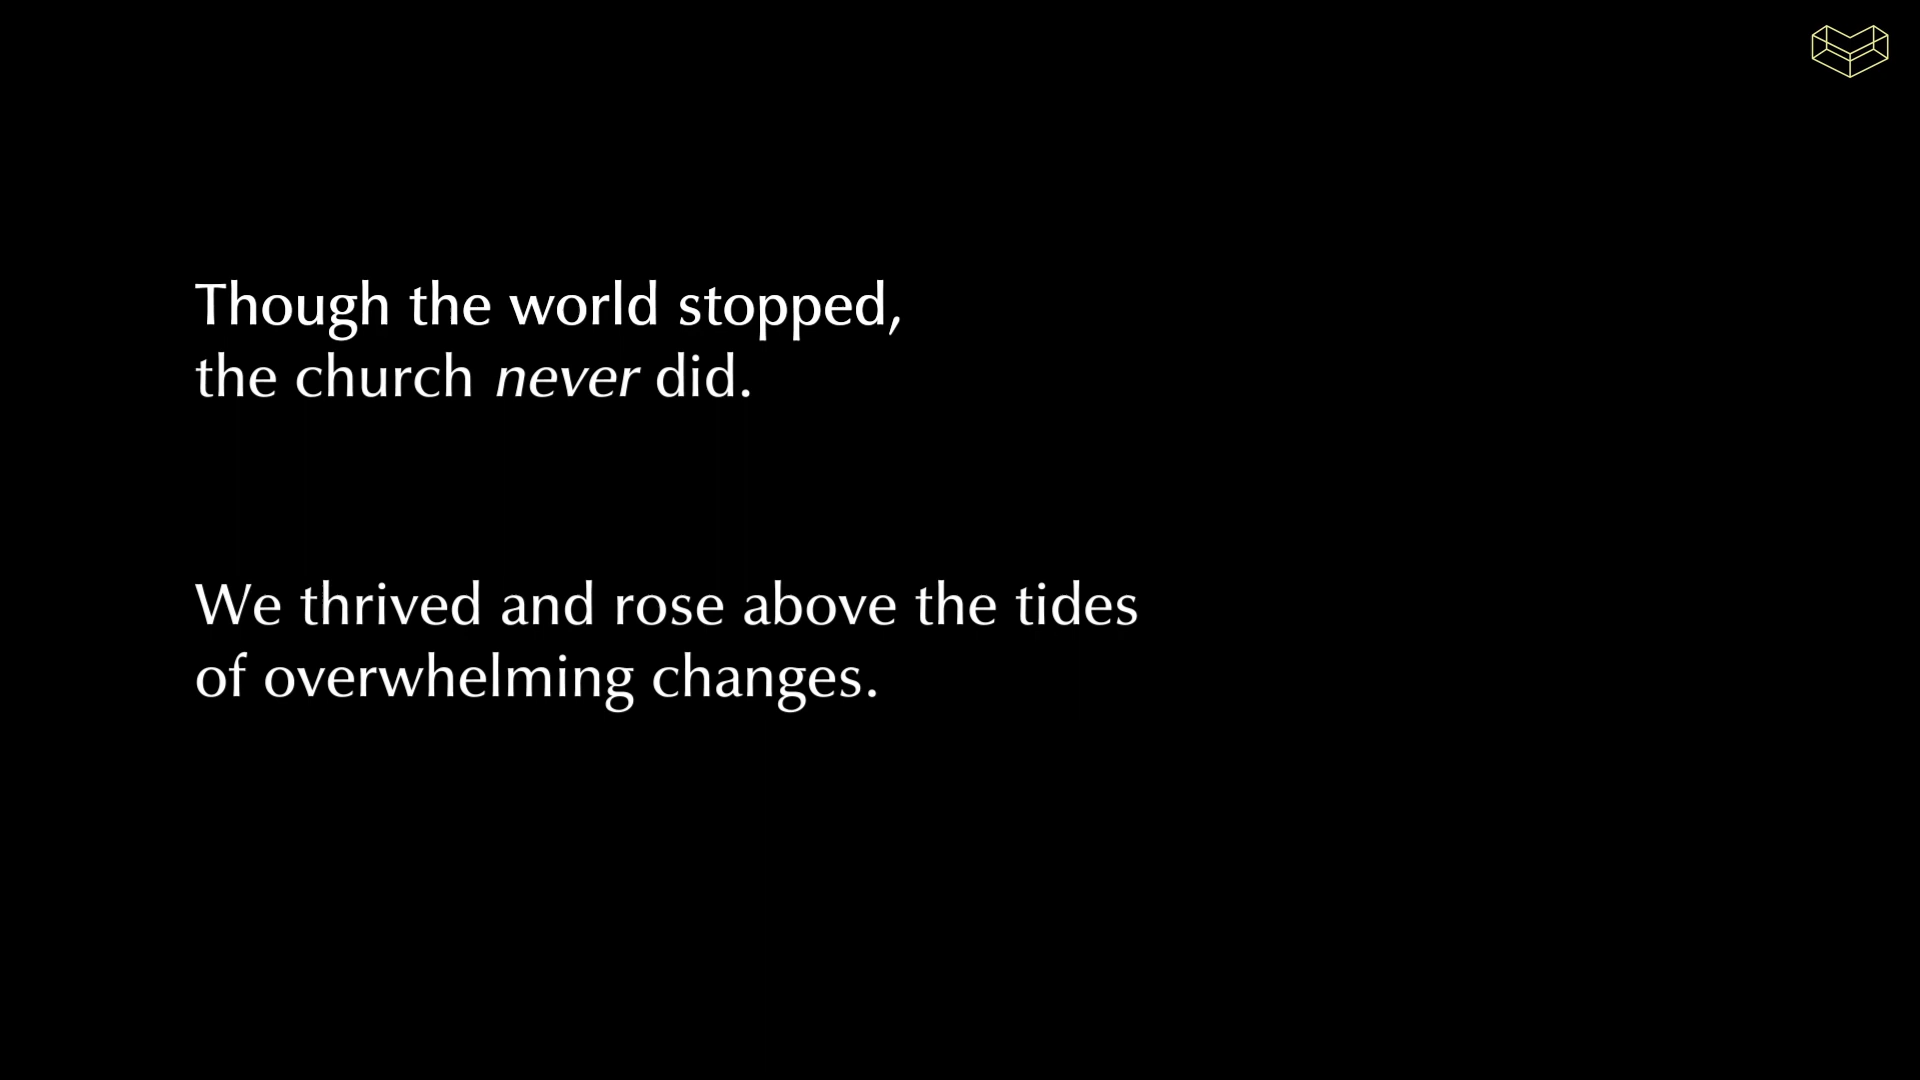 Though the world stopped,
the church never did.
We thrived and rose above the tides
of overwhelming changes.